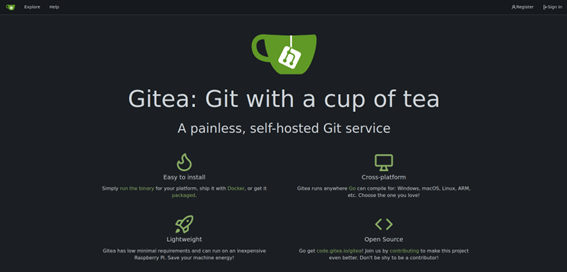 Explore Help Register Sign In
Gitea: Git with a cup of tea
A painless, self-hosted Git service
Easy to install
Simply run the binary for your platform, ship it with Docker, or get it
packaged.
Cross-platform
Gitea runs anywhere Go can compile for: Windows, macOS, Linux, ARM,
etc. Choose the one you love!
Lightweight
Gitea has low minimal requirements and can run on an inexpensive
Raspberry Pi. Save your machine energy!
Open Source
Go get code.gitea.io/gitea! Join us by contributing to make this project
even better. Don't be shy to be a contributor!